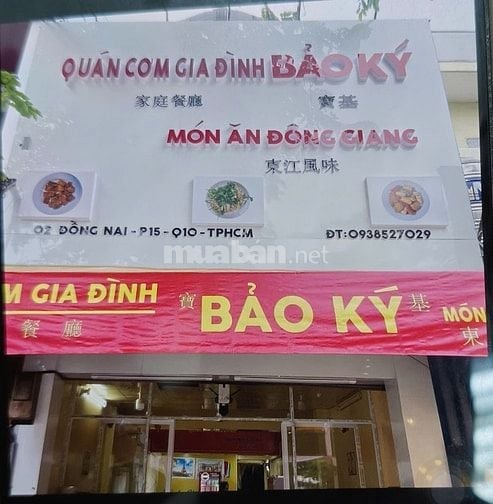 QUÁN CƠM GIA ĐÌNH BẢO KÝ
家庭餐廳 寶基
MÓN ĂN ĐÔNG GIANG
東江風味
02 ĐỒNG NAI - P15 - Q10 - TPHCM
ĐT:0938527029
muaban.net
M GIA ĐÌNH
餐廳
寶 BẢO KÝ 基
MÓN
東